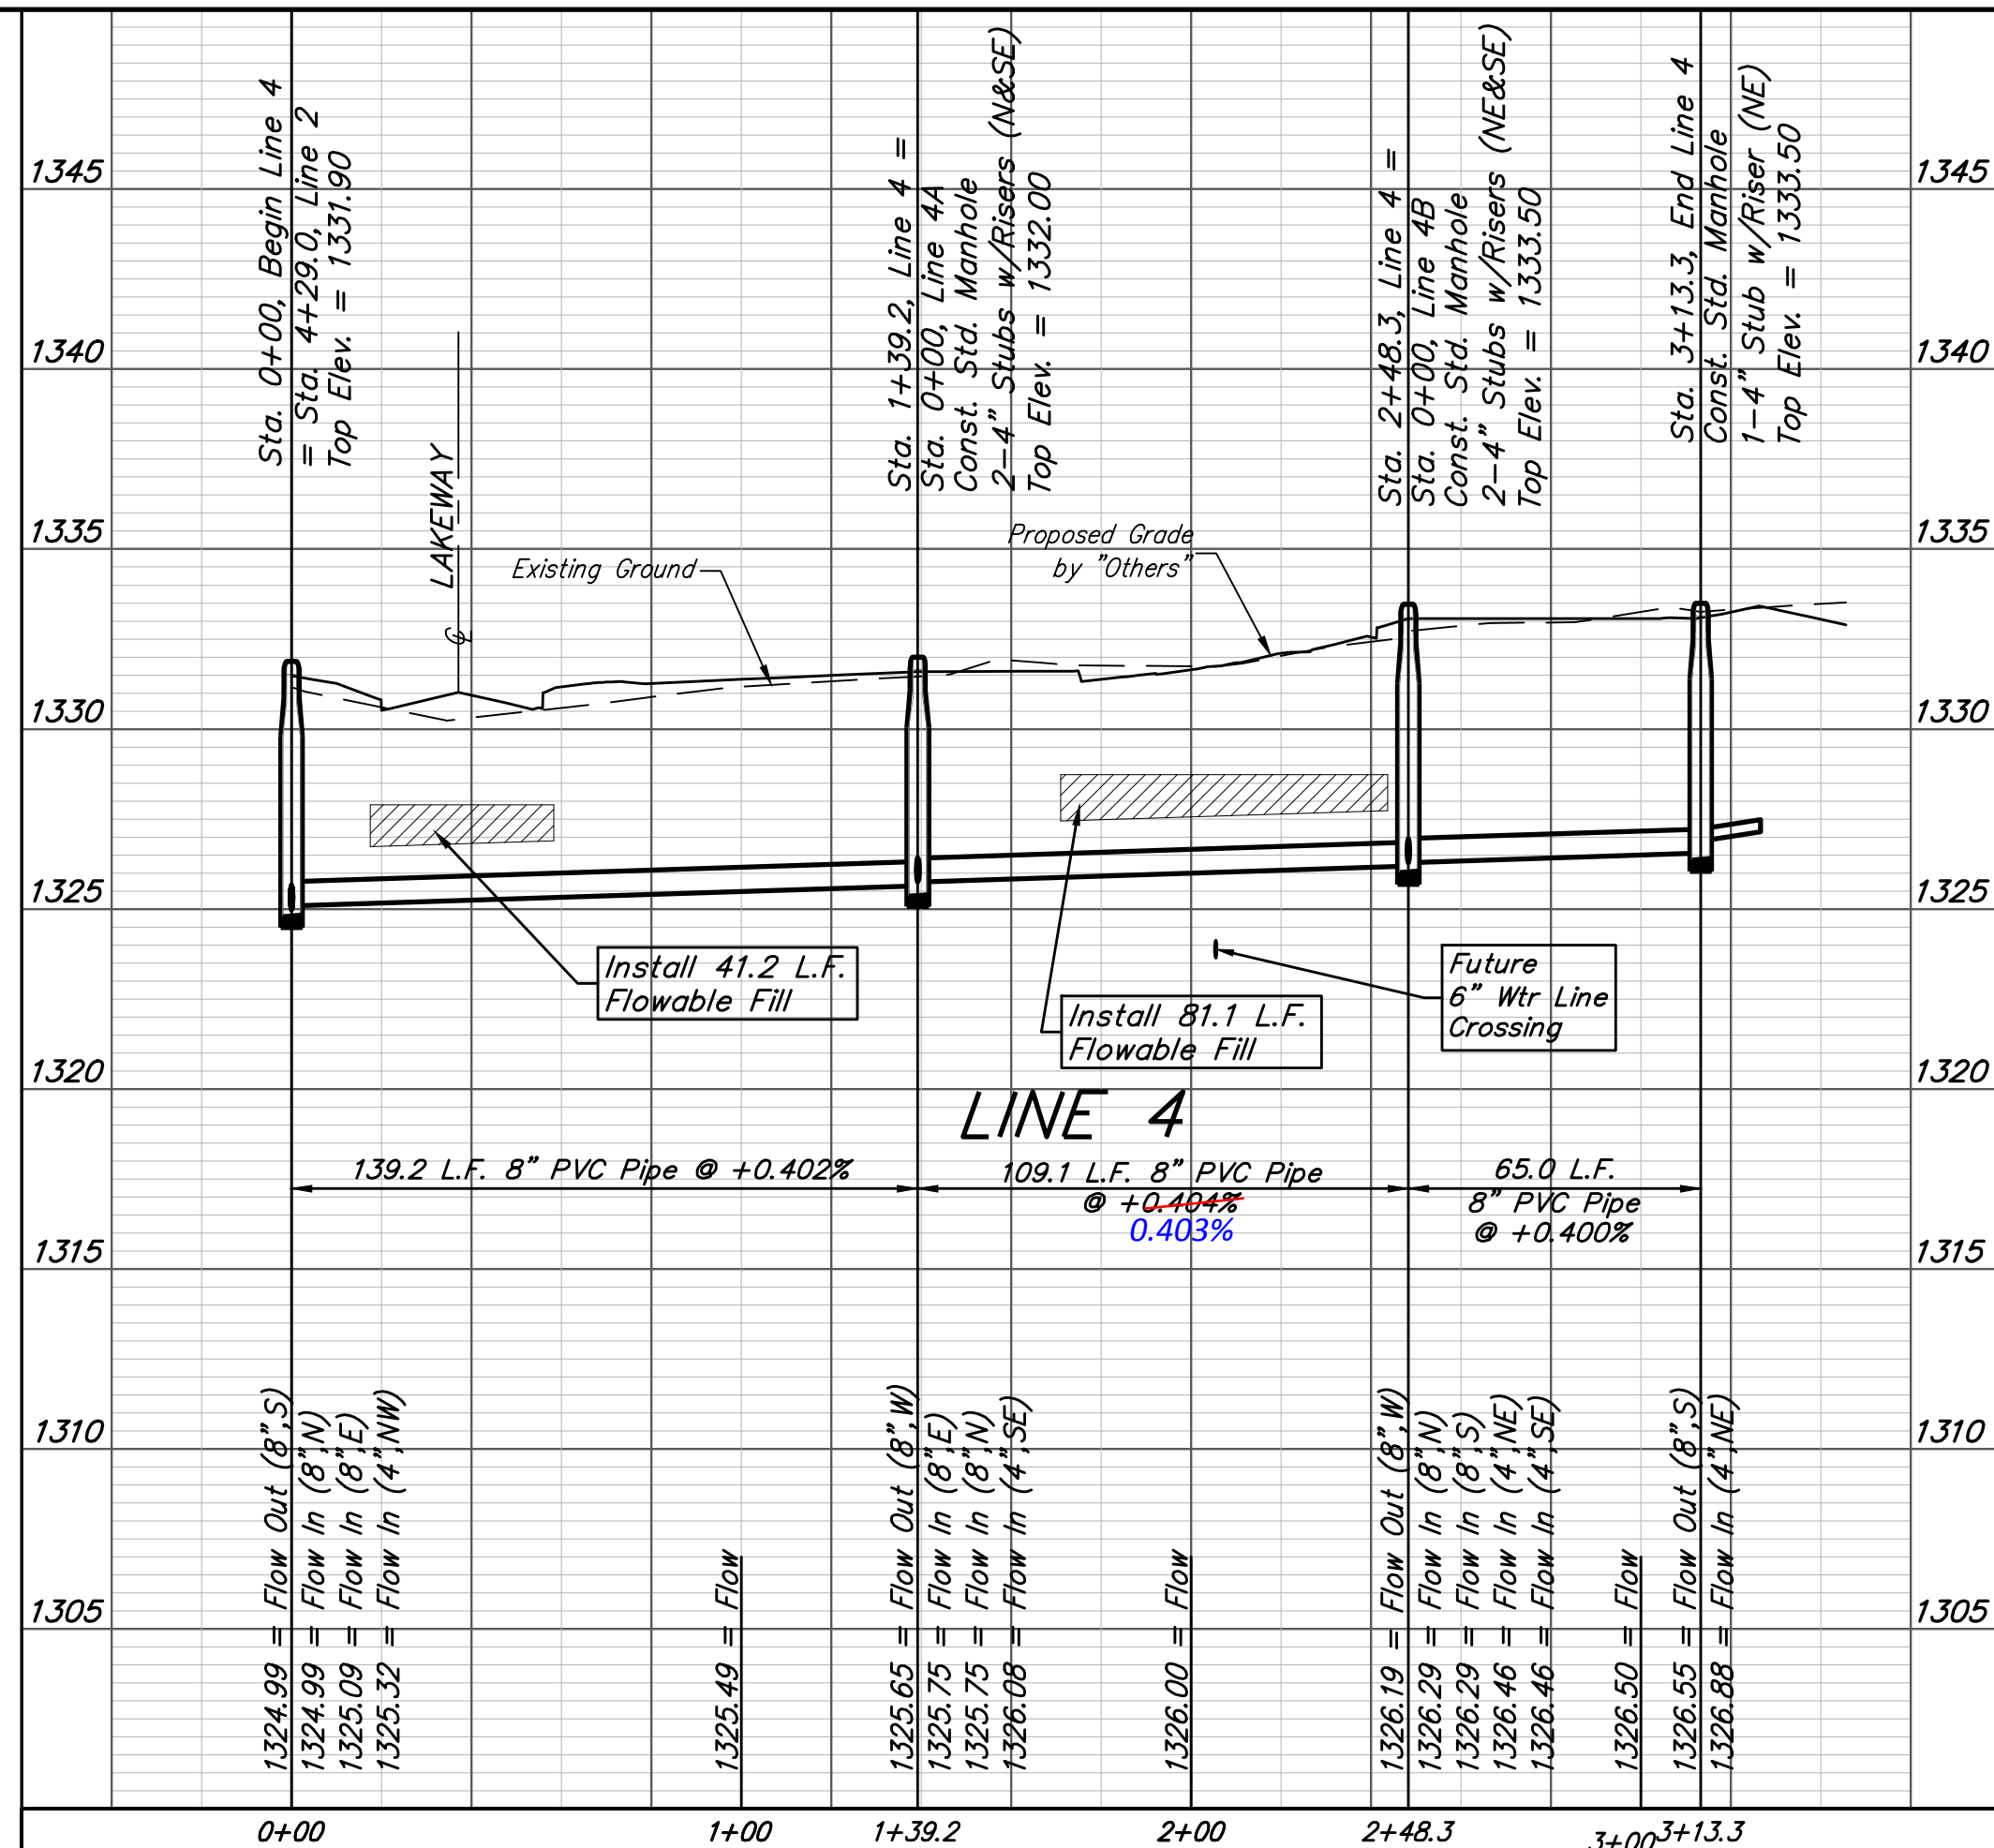 Sta. 0+00, Begin Line 4
= Sta. 4+29.0, Line 2
Top Elev. = 1331.90
LAKEWAY
℄
Sta. 1+39.2, Line 4 =
Sta. 0+00, Line 4A
Const. Std. Manhole
2-4" Stubs w/Risers (N&SE)
Top Elev. = 1332.00
Sta. 2+48.3, Line 4 =
Sta. 0+00, Line 4B
Const. Std. Manhole
2-4" Stubs w/Risers (NE&SE)
Top Elev. = 1333.50
Sta. 3+13.3, End Line 4
Const. Std. Manhole
1-4" Stub w/Riser (NE)
Top Elev. = 1333.50
1345
1345
1340
1340
1335
1335
1330
1330
1325
1325
1320
1320
1315
1315
1310
1310
1305
1305
Existing Ground
Proposed Grade
by "Others"
Install 41.2 L.F.
Flowable Fill
Install 81.1 L.F.
Flowable Fill
Future
6" Wtr Line
Crossing
LINE 4
139.2 L.F. 8" PVC Pipe @ +0.402%
109.1 L.F. 8" PVC Pipe
@ +0.404%
0.403%
65.0 L.F.
8" PVC Pipe
@ +0.400%
1324.99 = Flow Out (8",S)
1324.99 = Flow In (8",N)
1325.09 = Flow In (8",E)
1325.32 = Flow In (4",NW)
1325.49 = Flow
1325.65 = Flow Out (8",W)
1325.75 = Flow In (8",E)
1325.75 = Flow In (8",N)
1326.08 = Flow In (4",SE)
1326.00 = Flow
1326.19 = Flow Out (8",W)
1326.29 = Flow In (8",N)
1326.29 = Flow In (8",S)
1326.46 = Flow In (4",NE)
1326.46 = Flow In (4",SE)
1326.50 = Flow
1326.55 = Flow Out (8",S)
1326.88 = Flow In (4",NE)
0+00
1+00
1+39.2
2+00
2+48.3
3+00
3+13.3